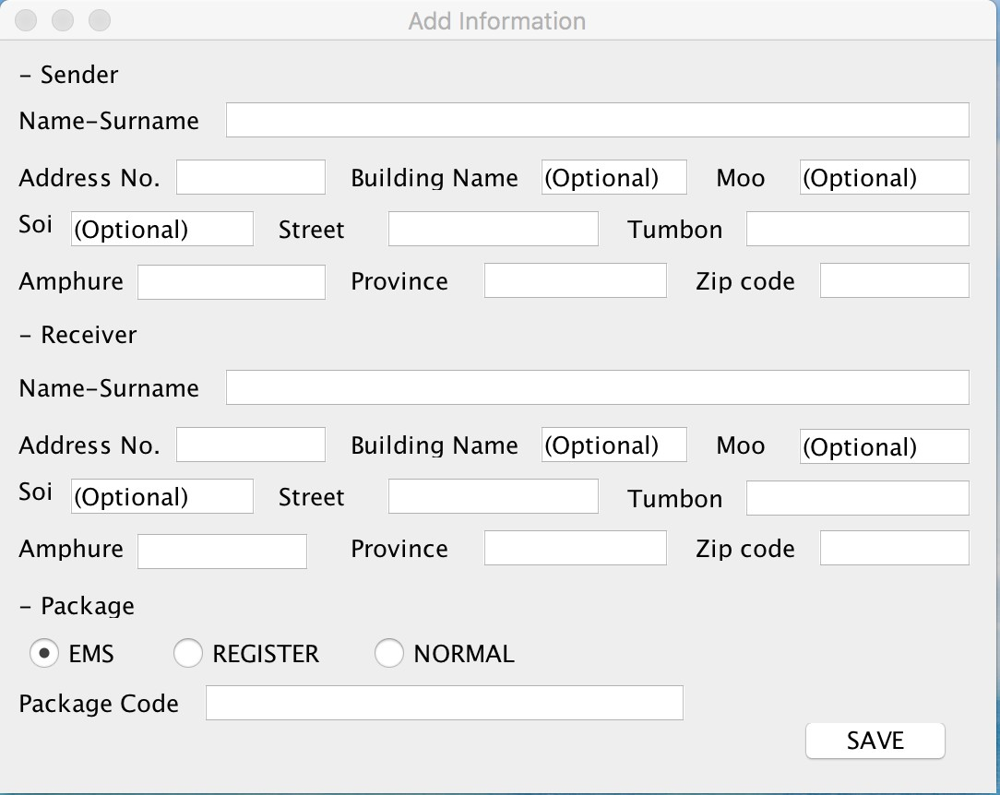 Add Information
– Sender
Name–Surname
Address No. Building Name (Optional) Moo (Optional)
Soi (Optional) Street Tumbon
Amphure Province Zip code
– Receiver
Name–Surname
Address No. Building Name (Optional) Moo (Optional)
Soi (Optional) Street Tumbon
Amphure Province Zip code
– Package
EMS REGISTER NORMAL
Package Code
SAVE